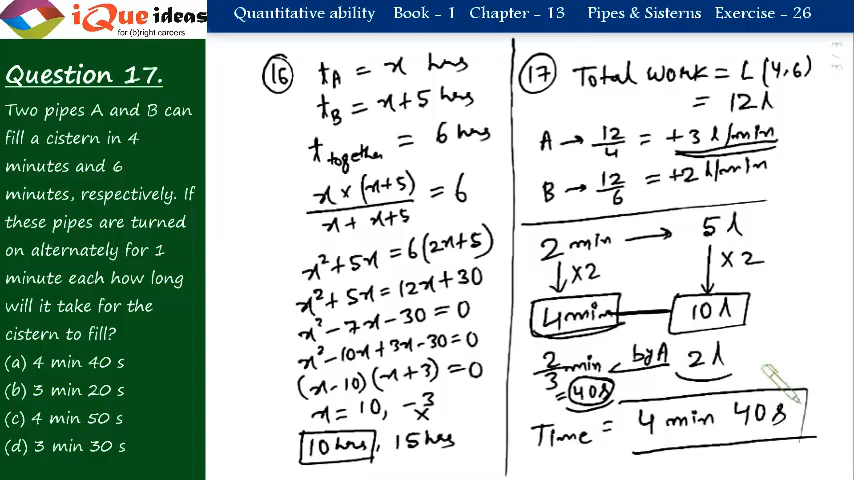 iQue ideas
for (b)right careers
Quantitative ability Book - 1 Chapter - 13 Pipes & Sisterns Exercise - 26
Question 17.
Two pipes A and B can
fill a cistern in 4
minutes and 6
minutes, respectively. If
these pipes are turned
on alternately for 1
minute each how long
will it take for the
cistern to fill?
(a) 4 min 40 s
(b) 3 min 20 s
(c) 4 min 50 s
(d) 3 min 30 s
(16) t_A = x hrs
t_B = x+5 hrs
t_together = 6 hrs
x × (x+5) / x + x+5 = 6
x² + 5x = 6(2x+5)
x² + 5x = 12x + 30
x² - 7x - 30 = 0
x² - 10x + 3x - 30 = 0
(x-10) (x+3) = 0
x = 10, -3
×
10 hrs, 15 hrs
(17) Total work = L (4,6)
= 12 l
A → 12/4 = +3 l/min
B → 12/6 = +2 l/min
2 min → 5 l
↓ ×2 ↓ ×2
4 min 10 l
2/3 min by A 2 l
= 40 s
Time = 4 min 40 s